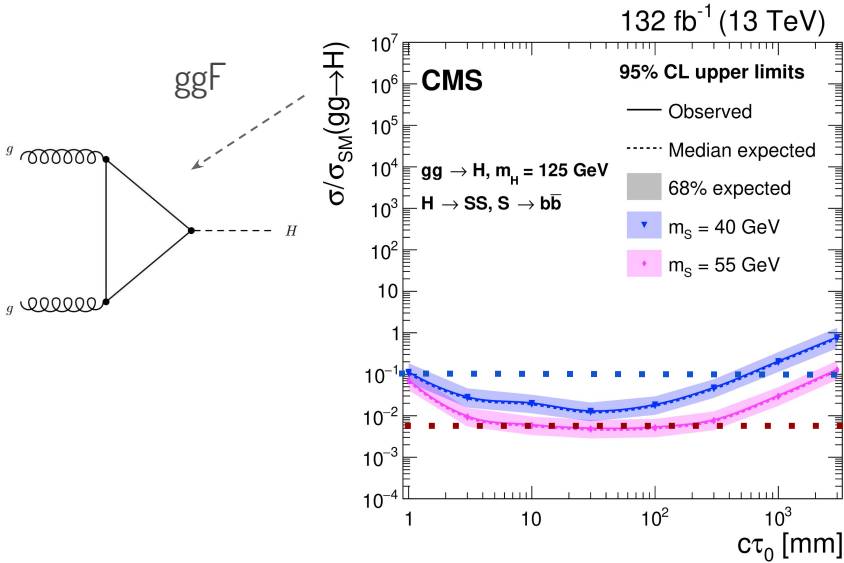 132 fb⁻¹ (13 TeV)
ggF
g
g
H
σ/σ_SM(gg→H)
10⁷
10⁶
10⁵
10⁴
10³
10²
10
1
10⁻¹
10⁻²
10⁻³
10⁻⁴
CMS
gg → H, m_H = 125 GeV
H → SS, S → bb̅
95% CL upper limits
Observed
Median expected
68% expected
m_S = 40 GeV
m_S = 55 GeV
1
10
10²
10³
cτ₀ [mm]